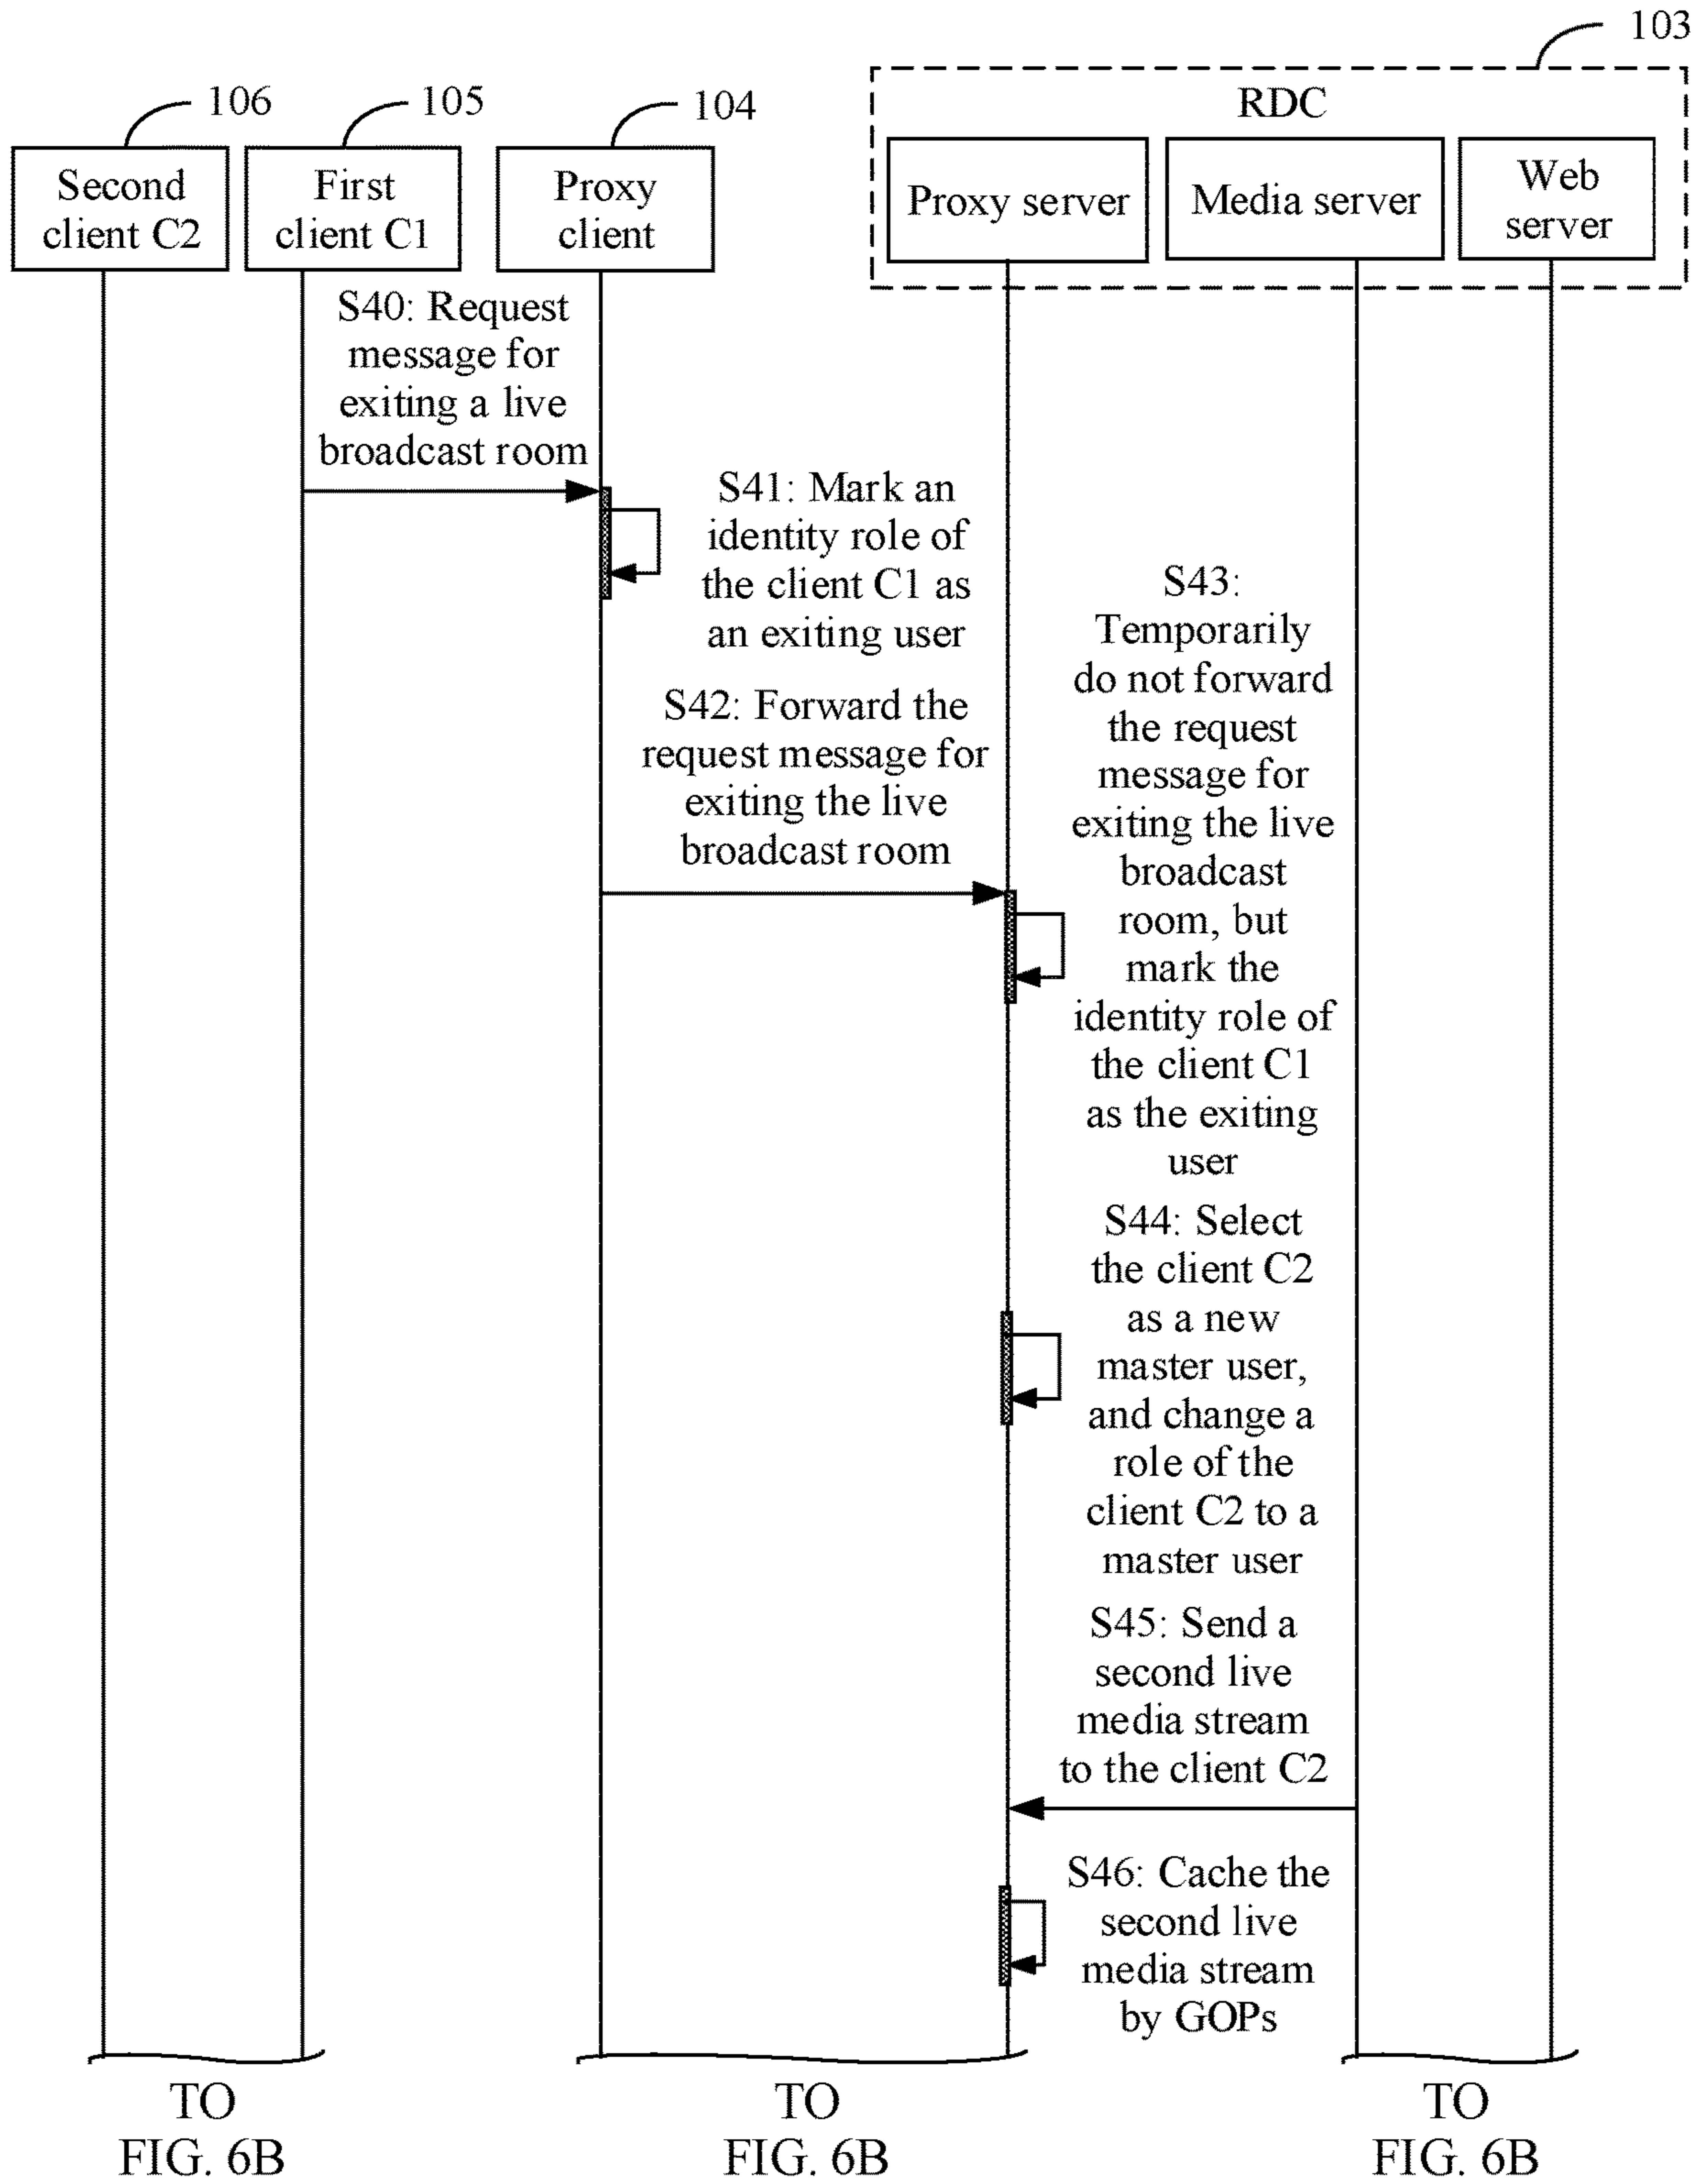 103
RDC
106
105
104
Second
client C2
First
client C1
Proxy
client
Proxy server
Media server
Web
server
S40: Request
message for
exiting a live
broadcast room
S41: Mark an
identity role of
the client C1 as
an exiting user
S42: Forward the
request message for
exiting the live
broadcast room
S43:
Temporarily
do not forward
the request
message for
exiting the live
broadcast
room, but
mark the
identity role of
the client C1
as the exiting
user
S44: Select
the client C2
as a new
master user,
and change a
role of the
client C2 to a
master user
S45: Send a
second live
media stream
to the client C2
S46: Cache the
second live
media stream
by GOPs
TO
FIG. 6B
TO
FIG. 6B
TO
FIG. 6B